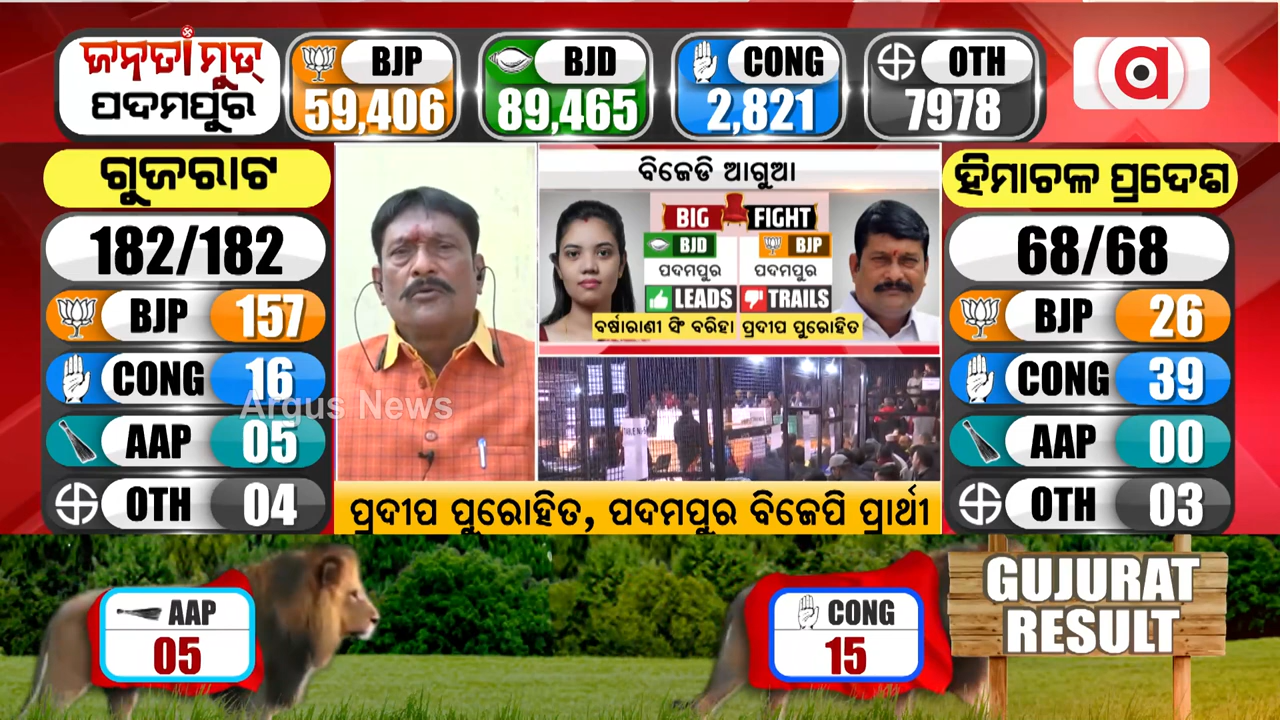 ଜନତା ମୁଡ୍
ପଦମପୁର
BJP
59,406
BJD
89,465
CONG
2,821
OTH
7978
a
ଗୁଜରାଟ
182/182
BJP 157
CONG 16
AAP 05
OTH 04
ବିଜେଡି ଆଗୁଆ
BIG FIGHT
BJD
ପଦମପୁର
LEADS
BJP
ପଦମପୁର
TRAILS
ବର୍ଷାରାଣୀ ସିଂ ବରିହା ପ୍ରଦୀପ ପୁରୋହିତ
Argus News
ପ୍ରଦୀପ ପୁରୋହିତ, ପଦମପୁର ବିଜେପି ପ୍ରାର୍ଥୀ
ହିମାଚଳ ପ୍ରଦେଶ
68/68
BJP 26
CONG 39
AAP 00
OTH 03
AAP
05
CONG
15
GUJURAT
RESULT